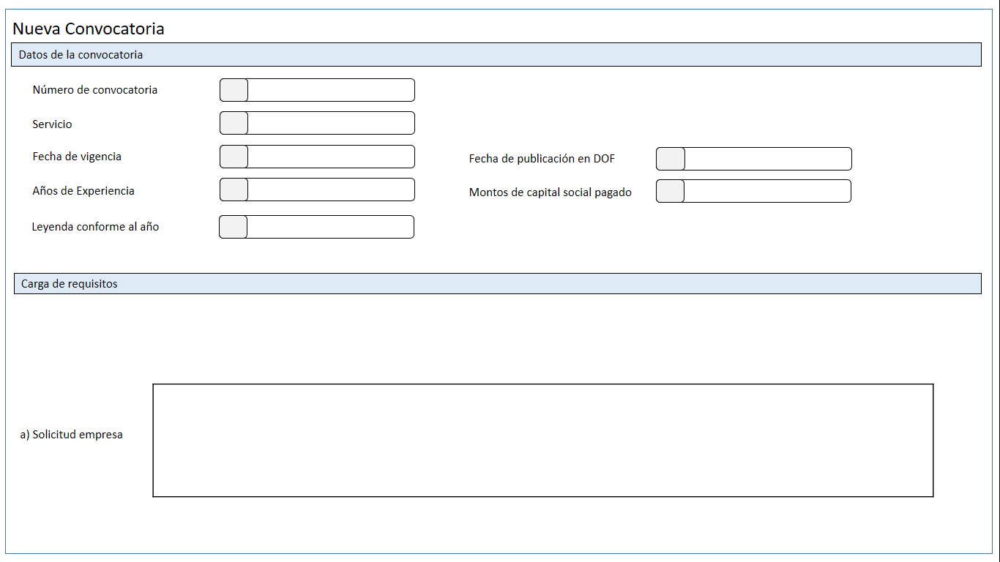 Nueva Convocatoria
Datos de la convocatoria
Número de convocatoria
Servicio
Fecha de vigencia
Fecha de publicación en DOF
Años de Experiencia
Montos de capital social pagado
Leyenda conforme al año
Carga de requisitos
a) Solicitud empresa